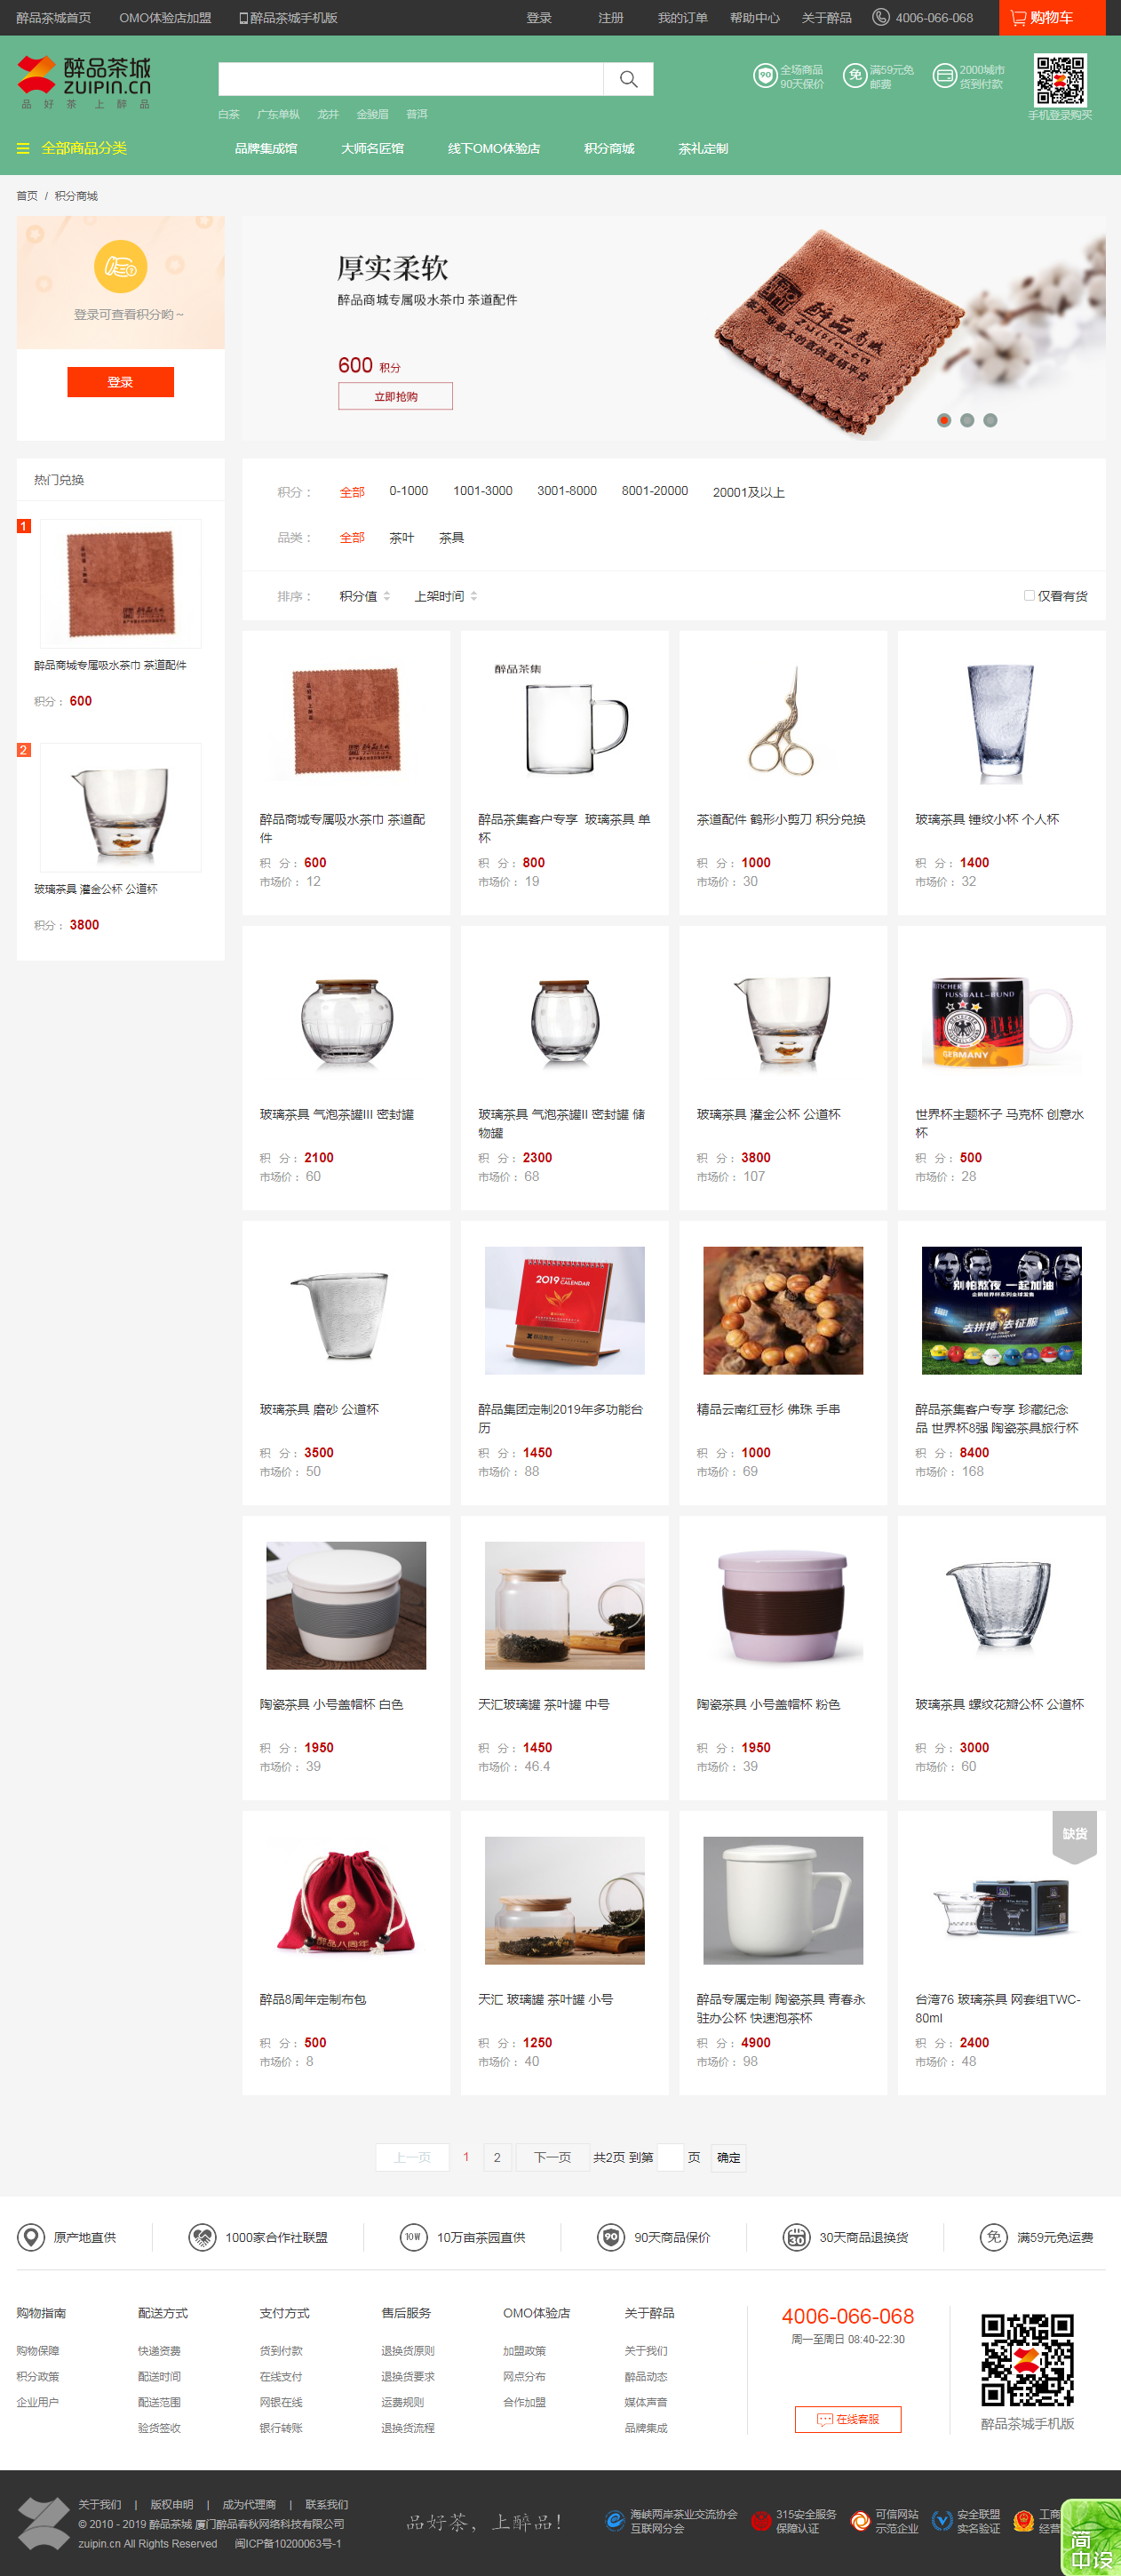 醉品茶城首页 OMO体验店加盟 醉品茶城手机版 登录 注册 我的订单 帮助中心 关于醉品 4006-066-068 购物车
醉品茶城
zuipin.cn
品 好 茶 上 醉 品
全场商品 90天保价 满59元免邮费 2000城市 货到付款
手机登录购买
白茶 广东单枞 龙井 金骏眉 普洱
全部商品分类 品牌集成馆 大师名匠馆 线下OMO体验店 积分商城 茶礼定制
首页 / 积分商城
登录可查看积分哟~
登录
厚实柔软
醉品商城专属吸水茶巾 茶道配件
600 积分
立即抢购
热门兑换
1
醉品商城专属吸水茶巾 茶道配件
积分： 600
2
玻璃茶具 灌金公杯 公道杯
积分： 3800
积分： 全部 0-1000 1001-3000 3001-8000 8001-20000 20001及以上
品类： 全部 茶叶 茶具
排序： 积分值 上架时间 仅看有货
醉品商城专属吸水茶巾 茶道配件
积 分： 600
市场价： 12
醉品茶集
醉品茶集客户专享 玻璃茶具 单杯
积 分： 800
市场价： 19
茶道配件 鹤形小剪刀 积分兑换
积 分： 1000
市场价： 30
玻璃茶具 锤纹小杯 个人杯
积 分： 1400
市场价： 32
玻璃茶具 气泡茶罐III 密封罐
积 分： 2100
市场价： 60
玻璃茶具 气泡茶罐II 密封罐 储物罐
积 分： 2300
市场价： 68
玻璃茶具 灌金公杯 公道杯
积 分： 3800
市场价： 107
FUSSBALL-BUND
GERMANY
世界杯主题杯子 马克杯 创意水杯
积 分： 500
市场价： 28
玻璃茶具 磨砂 公道杯
积 分： 3500
市场价： 50
2019 CALENDAR
醉品集团定制2019年多功能台历
积 分： 1450
市场价： 88
精品云南红豆杉 佛珠 手串
积 分： 1000
市场价： 69
别怕熬夜 一起加油
去拼搏 去征服
醉品茶集客户专享 珍藏纪念品 世界杯8强 陶瓷茶具旅行杯
积 分： 8400
市场价： 168
陶瓷茶具 小号盖帽杯 白色
积 分： 1950
市场价： 39
天汇玻璃罐 茶叶罐 中号
积 分： 1450
市场价： 46.4
陶瓷茶具 小号盖帽杯 粉色
积 分： 1950
市场价： 39
玻璃茶具 螺纹花瓣公杯 公道杯
积 分： 3000
市场价： 60
8th
醉品八周年
醉品8周年定制布包
积 分： 500
市场价： 8
天汇 玻璃罐 茶叶罐 小号
积 分： 1250
市场价： 40
醉品专属定制 陶瓷茶具 青春永驻办公杯 快速泡茶杯
积 分： 4900
市场价： 98
缺货
台湾76 玻璃茶具 网套组TWC-80ml
积 分： 2400
市场价： 48
上一页 1 2 下一页 共2页 到第 页 确定
原产地直供 1000家合作社联盟 10W 10万亩茶园直供 90 90天商品保价 30 30天商品退换货 免 满59元免运费
购物指南 配送方式 支付方式 售后服务 OMO体验店 关于醉品
购物保障 快递资费 货到付款 退换货原则 加盟政策 关于我们
积分政策 配送时间 在线支付 退换货要求 网点分布 醉品动态
企业用户 配送范围 网银在线 运费规则 合作加盟 媒体声音
验货签收 银行转账 退换货流程 品牌集成
4006-066-068
周一至周日 08:40-22:30
在线客服
醉品茶城手机版
关于我们 | 版权申明 | 成为代理商 | 联系我们
© 2010 - 2019 醉品茶城 厦门醉品春秋网络科技有限公司
zuipin.cn All Rights Reserved 闽ICP备10200063号-1
品好茶，上醉品！
海峡两岸茶业交流协会 互联网分会
315安全服务 保障认证
可信网站 示范企业
安全联盟 实名验证
工商 经营
简
中设